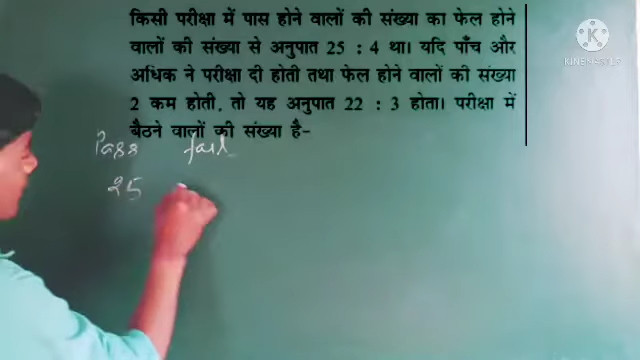 किसी परीक्षा में पास होने वालों की संख्या का फेल होने
वालों की संख्या से अनुपात 25 : 4 था। यदि पाँच और
अधिक ने परीक्षा दी होती तथा फेल होने वालों की संख्या
2 कम होती, तो यह अनुपात 22 : 3 होता। परीक्षा में
बैठने वालों की संख्या है-
Pass fail
25